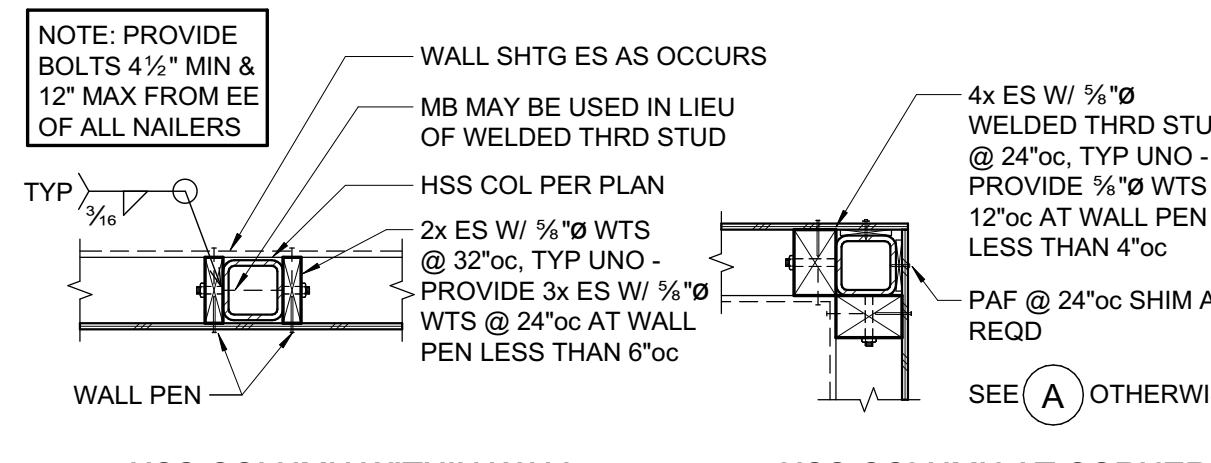 NOTE: PROVIDE
BOLTS 4½" MIN &
12" MAX FROM EE
OF ALL NAILERS
TYP
3/16
WALL SHTG ES AS OCCURS
MB MAY BE USED IN LIEU
OF WELDED THRD STUD
HSS COL PER PLAN
2x ES W/ ⅝"Ø WTS
@ 32"oc, TYP UNO -
PROVIDE 3x ES W/ ⅝"Ø
WTS @ 24"oc AT WALL
PEN LESS THAN 6"oc
WALL PEN
4x ES W/ ⅝"Ø
WELDED THRD
@ 24"oc, TYP UNO -
PROVIDE ⅝"Ø WTS
12"oc AT WALL PEN
LESS THAN 4"oc
PAF @ 24"oc SHIM
REQD
SEE A